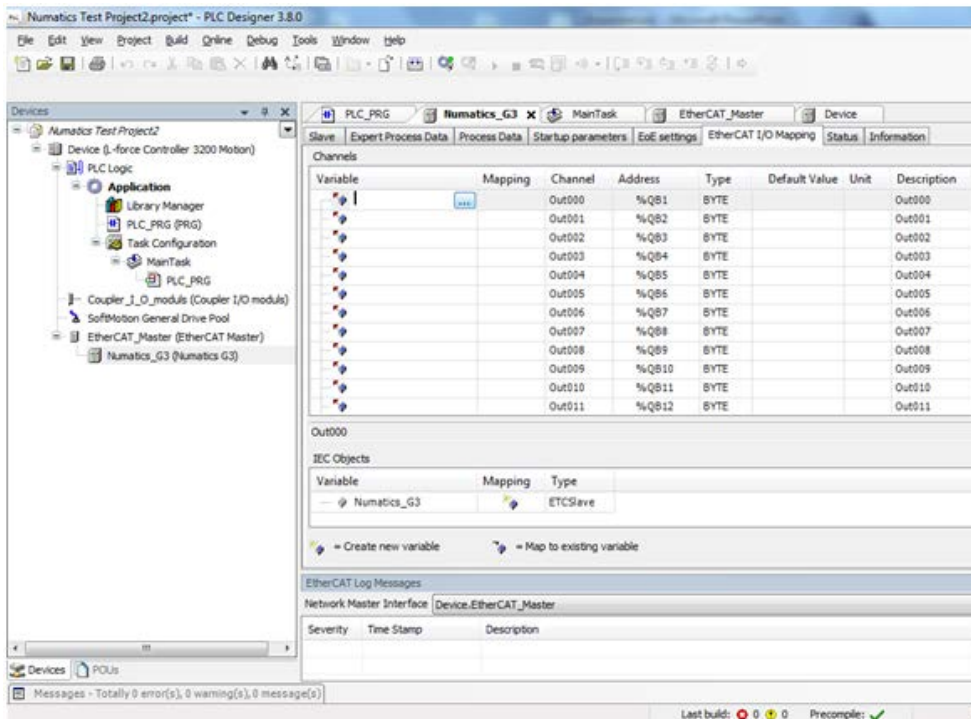 Numatics Test Project2.project* - PLC Designer 3.8.0
File Edit View Project Build Online Debug Tools Window Help
Devices
Numatics Test Project2
Device (L-force Controller 3200 Motion)
PLC Logic
Application
Library Manager
PLC_PRG (PRG)
Task Configuration
MainTask
PLC_PRG
Coupler_I_O_moduls (Coupler I/O moduls)
SoftMotion General Drive Pool
EtherCAT_Master (EtherCAT Master)
Numatics_G3 (Numatics G3)
Devices POUs
PLC_PRG Numatics_G3 MainTask EtherCAT_Master Device
Slave Expert Process Data Process Data Startup parameters EoE settings EtherCAT I/O Mapping Status Information
Channels
Variable Mapping Channel Address Type Default Value Unit Description
... Out000 %QB1 BYTE Out000
Out001 %QB2 BYTE Out001
Out002 %QB3 BYTE Out002
Out003 %QB4 BYTE Out003
Out004 %QB5 BYTE Out004
Out005 %QB6 BYTE Out005
Out006 %QB7 BYTE Out006
Out007 %QB8 BYTE Out007
Out008 %QB9 BYTE Out008
Out009 %QB10 BYTE Out009
Out010 %QB11 BYTE Out010
Out011 %QB12 BYTE Out011
Out000
IEC Objects
Variable Mapping Type
Numatics_G3 ETCSlave
= Create new variable = Map to existing variable
EtherCAT Log Messages
Network Master Interface Device.EtherCAT_Master
Severity Time Stamp Description
Messages - Totally 0 error(s), 0 warning(s), 0 message(s)
Last build: 0 0 Precompile: